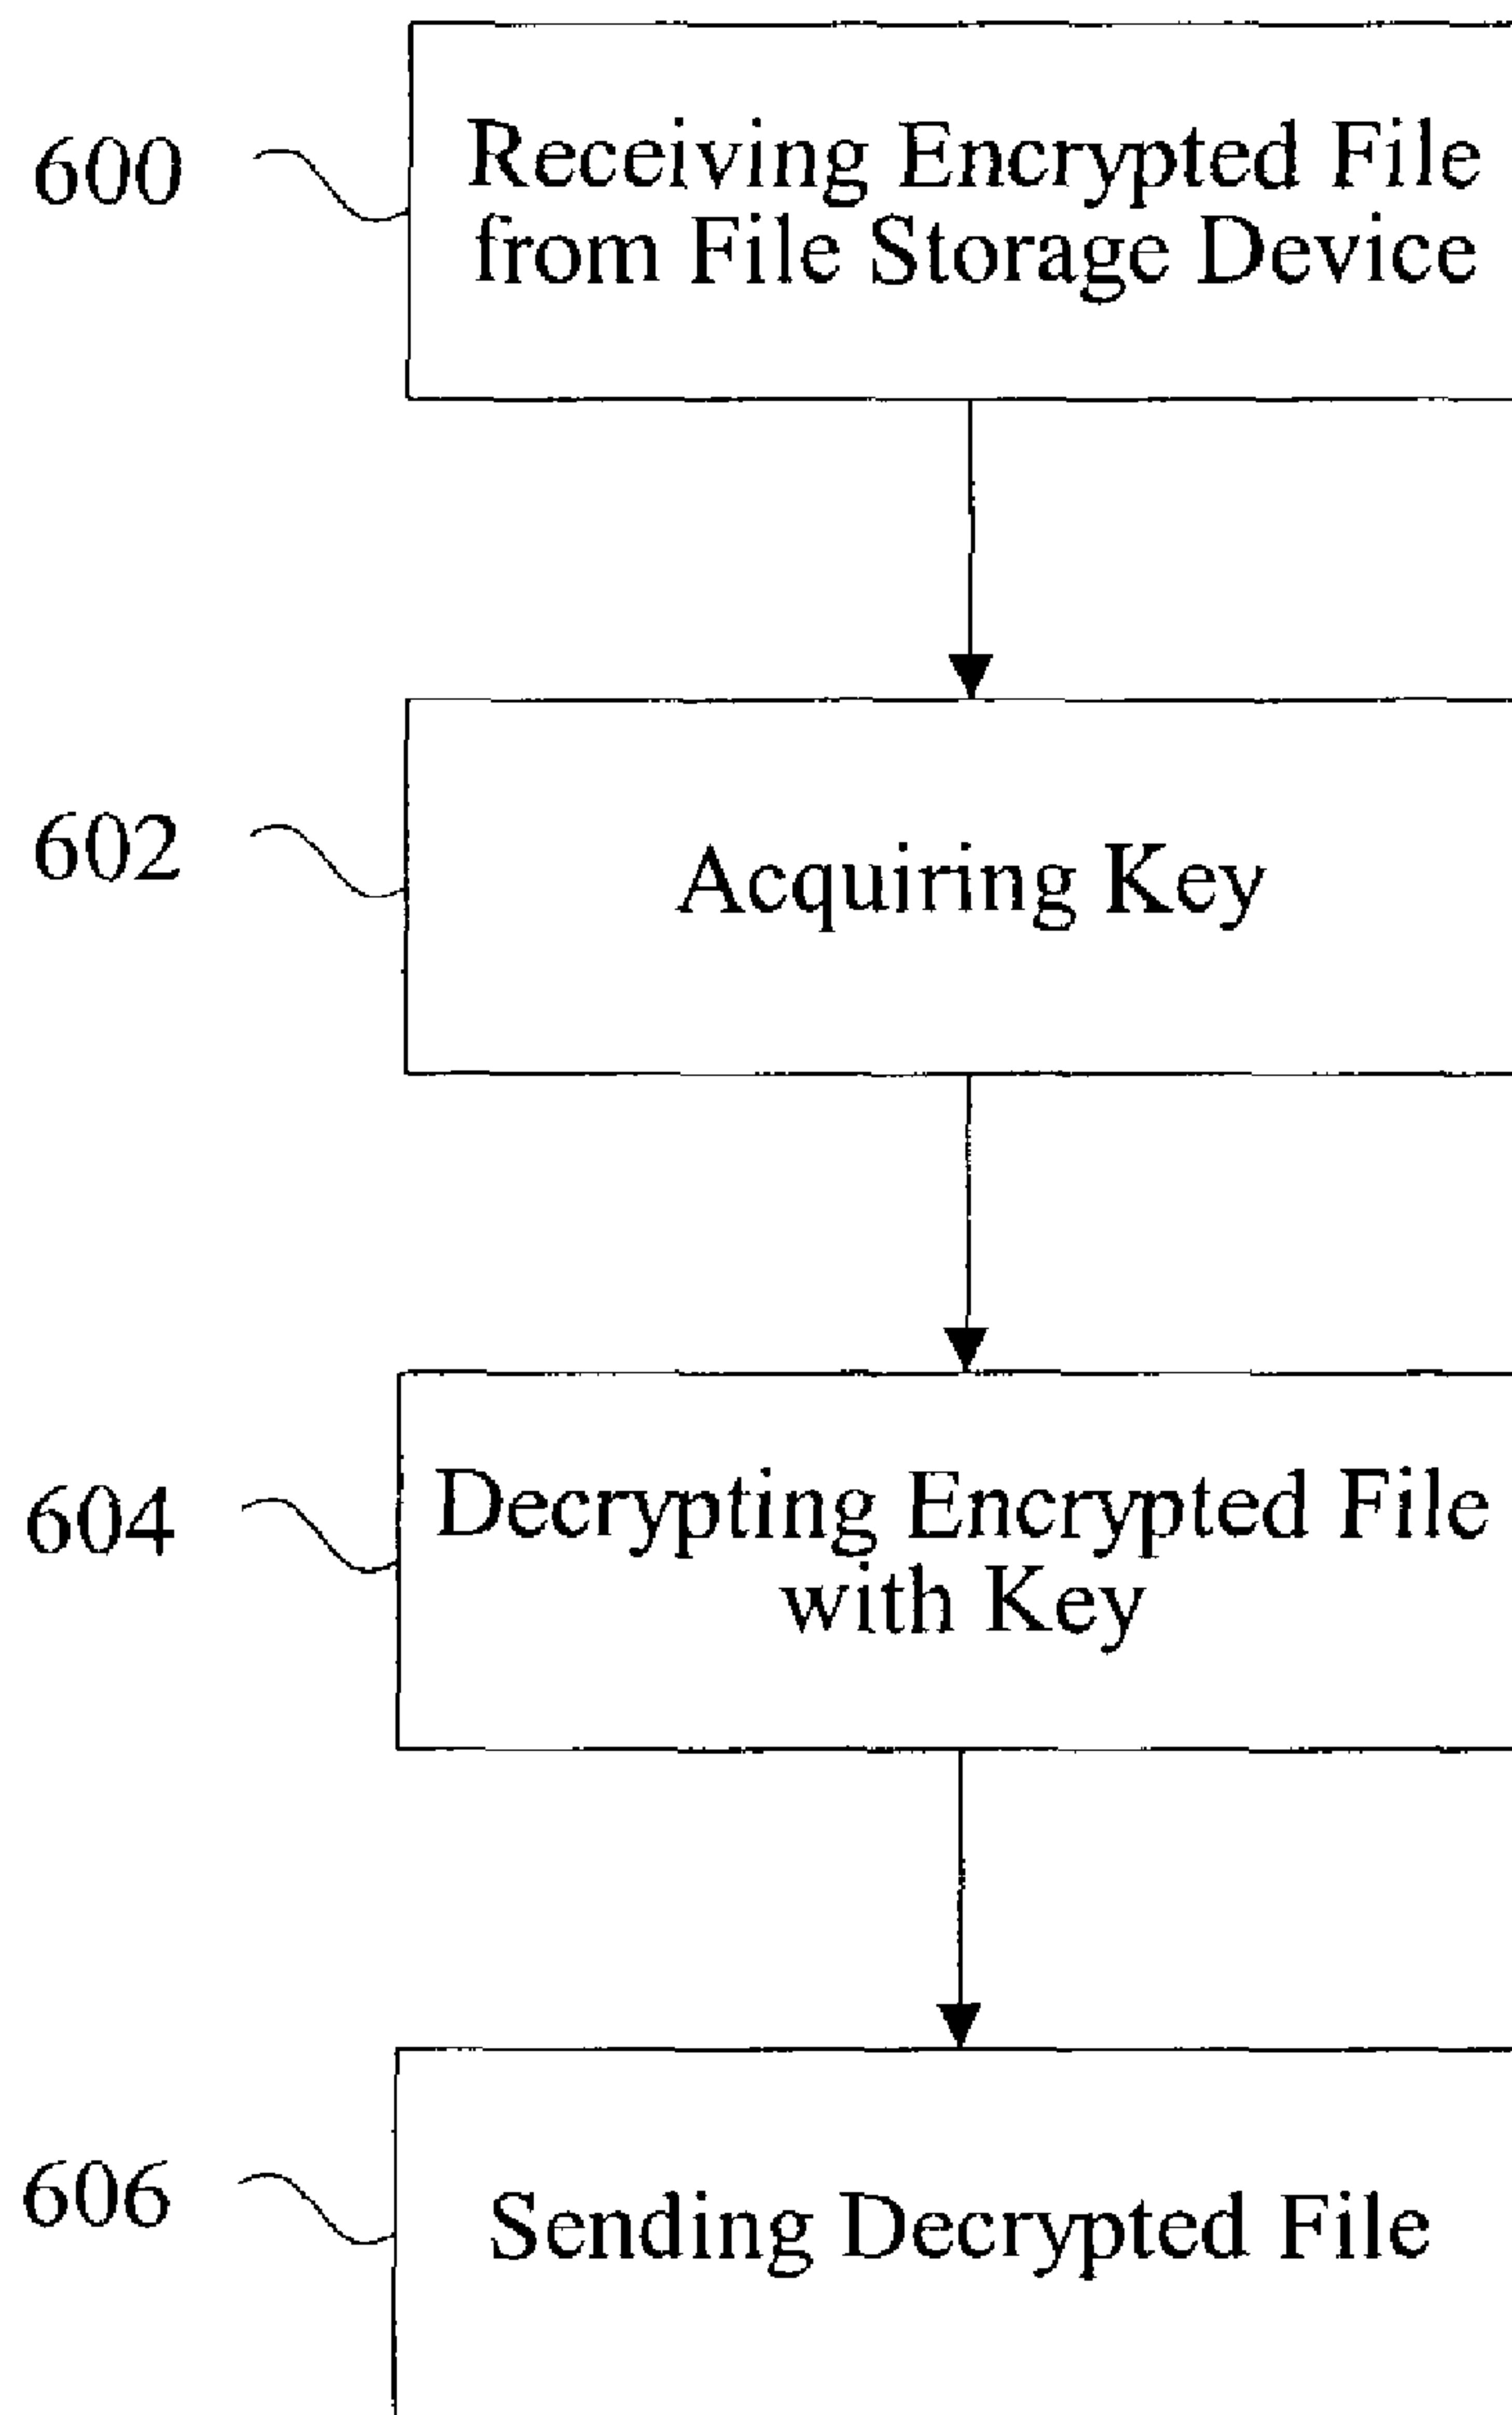 600
Receiving Encrypted File
from File Storage Device
602
Acquiring Key
604
Decrypting Encrypted File
with Key
606
Sending Decrypted File